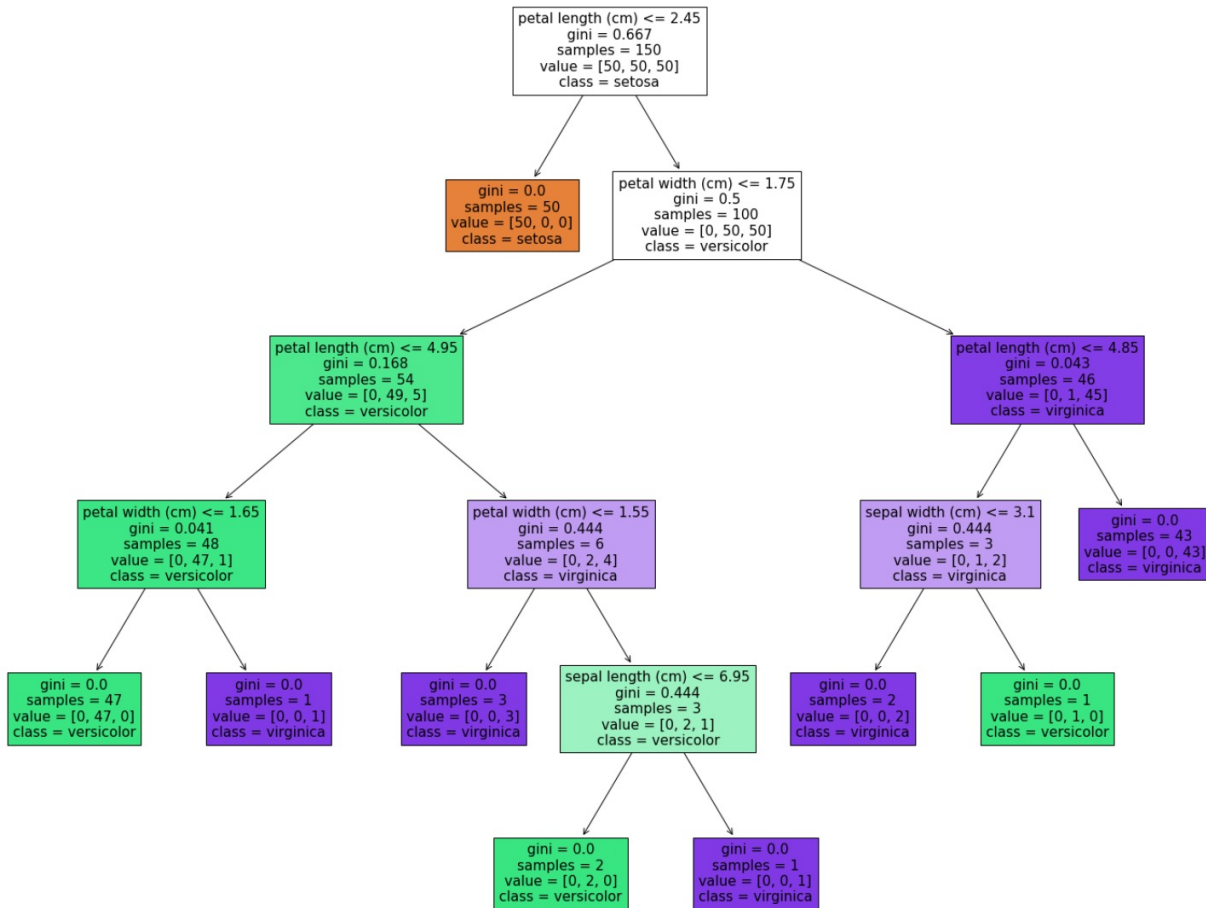 petal length (cm) <= 2.45
gini = 0.667
samples = 150
value = [50, 50, 50]
class = setosa
gini = 0.0
samples = 50
value = [50, 0, 0]
class = setosa
petal width (cm) <= 1.75
gini = 0.5
samples = 100
value = [0, 50, 50]
class = versicolor
petal length (cm) <= 4.95
gini = 0.168
samples = 54
value = [0, 49, 5]
class = versicolor
petal length (cm) <= 4.85
gini = 0.043
samples = 46
value = [0, 1, 45]
class = virginica
petal width (cm) <= 1.65
gini = 0.041
samples = 48
value = [0, 47, 1]
class = versicolor
petal width (cm) <= 1.55
gini = 0.444
samples = 6
value = [0, 2, 4]
class = virginica
sepal width (cm) <= 3.1
gini = 0.444
samples = 3
value = [0, 1, 2]
class = virginica
gini = 0.0
samples = 43
value = [0, 0, 43]
class = virginica
gini = 0.0
samples = 47
value = [0, 47, 0]
class = versicolor
gini = 0.0
samples = 1
value = [0, 0, 1]
class = virginica
gini = 0.0
samples = 3
value = [0, 0, 3]
class = virginica
sepal length (cm) <= 6.95
gini = 0.444
samples = 3
value = [0, 2, 1]
class = versicolor
gini = 0.0
samples = 2
value = [0, 0, 2]
class = virginica
gini = 0.0
samples = 1
value = [0, 1, 0]
class = versicolor
gini = 0.0
samples = 2
value = [0, 2, 0]
class = versicolor
gini = 0.0
samples = 1
value = [0, 0, 1]
class = virginica